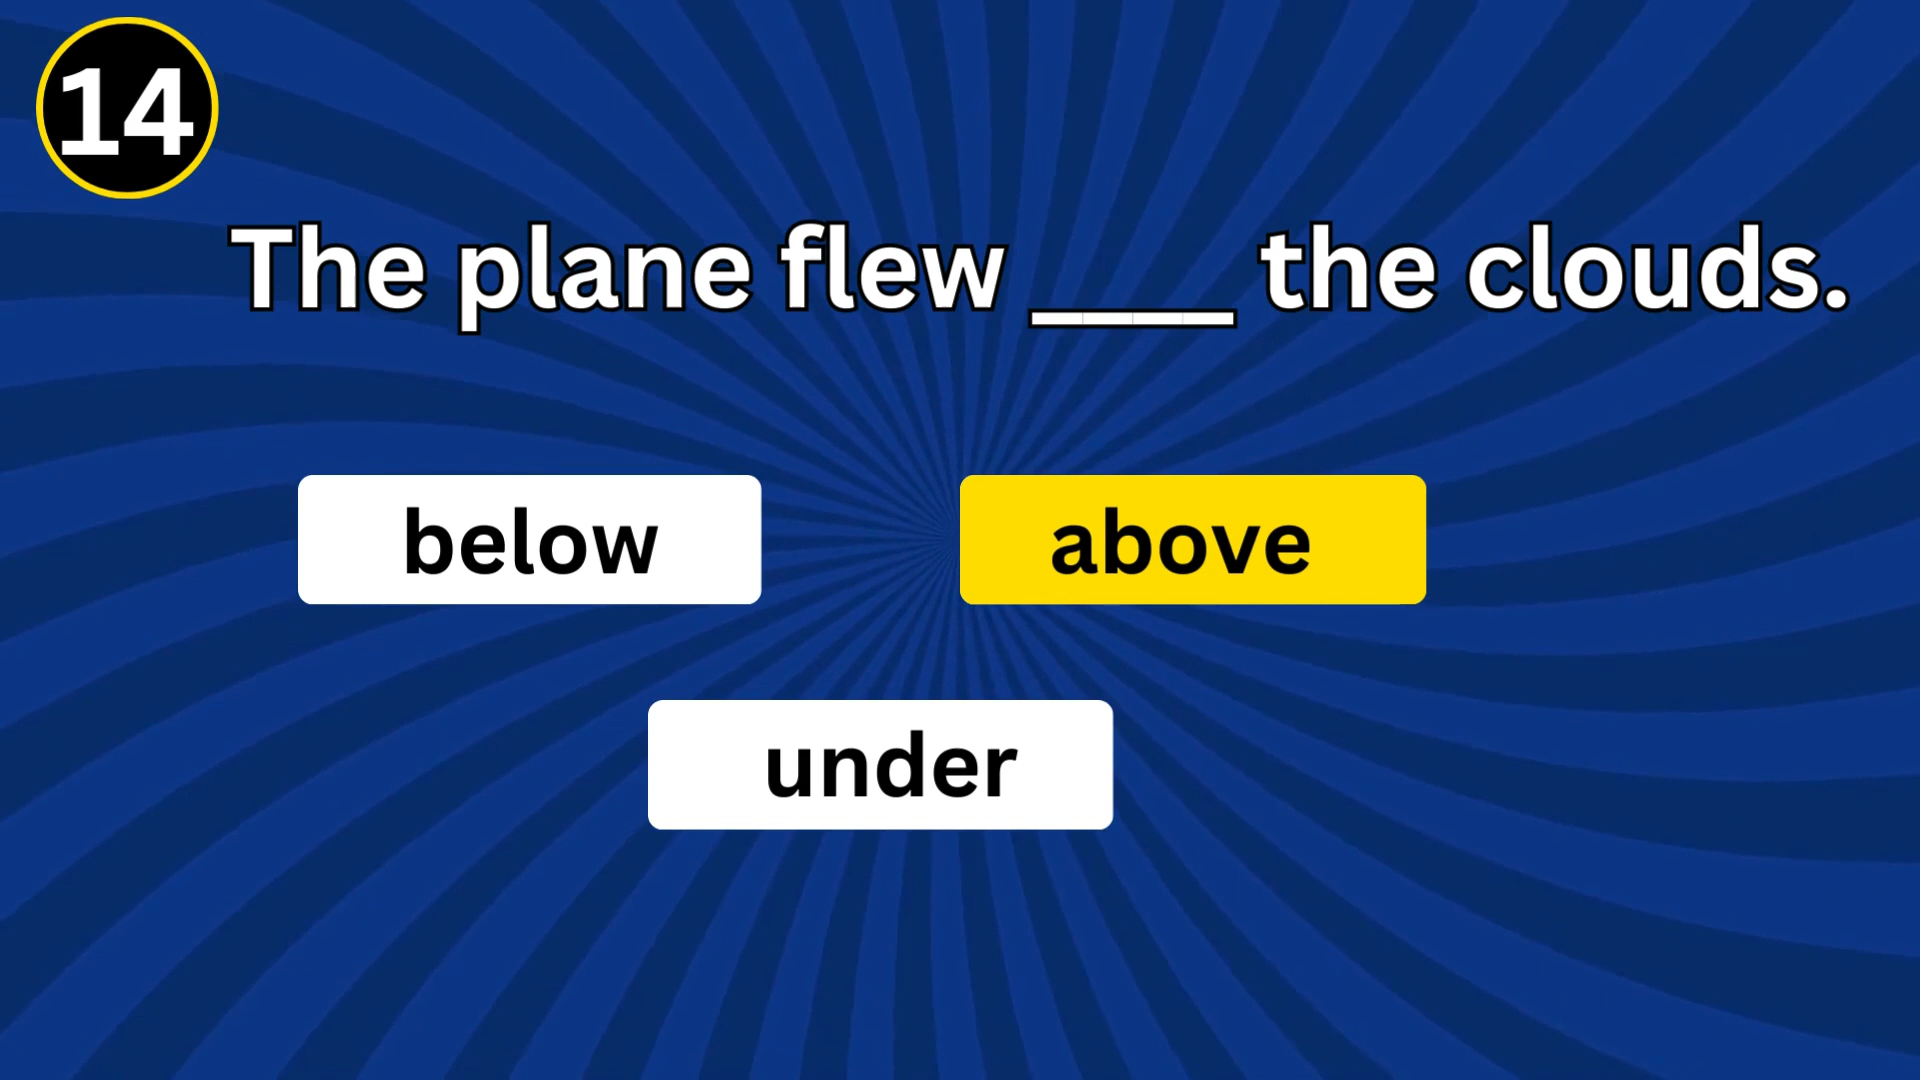 14
The plane flew ____ the clouds.
below
above
under